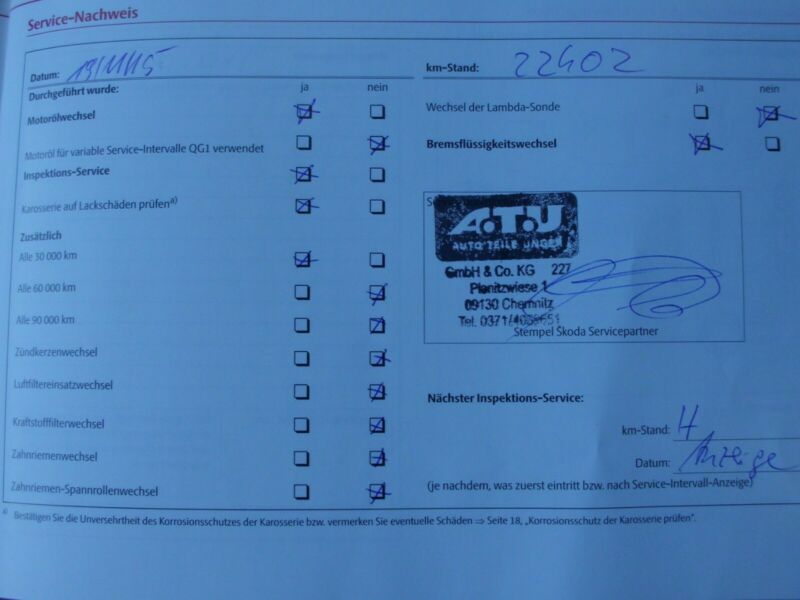 Service-Nachweis
Datum: 19/11/15
km-Stand: 22402
Durchgeführt wurde: ja nein
ja nein
Motorölwechsel
Wechsel der Lambda-Sonde
Motoröl für variable Service-Intervalle QG1 verwendet
Bremsflüssigkeitswechsel
Inspektions-Service
Karosserie auf Lackschäden prüfen a)
Zusätzlich
Alle 30 000 km
Alle 60 000 km
Alle 90 000 km
Zündkerzenwechsel
Luftfiltereinsatzwechsel
Kraftstofffilterwechsel
Zahnriemenwechsel
Zahnriemen-Spannrollenwechsel
A.T.U
AUTO TEILE UNGER
GmbH & Co. KG 227
Planitzwiese 1
09130 Chemnitz
Tel. 0371/
Stempel Škoda Servicepartner
Nächster Inspektions-Service:
km-Stand:
Datum: Anzeige
(je nachdem, was zuerst eintritt bzw. nach Service-Intervall-Anzeige)
a) Bestätigen Sie die Unversehrtheit des Korrosionsschutzes der Karosserie bzw. vermerken Sie eventuelle Schäden ⇒ Seite 18, „Korrosionsschutz der Karosserie prüfen".